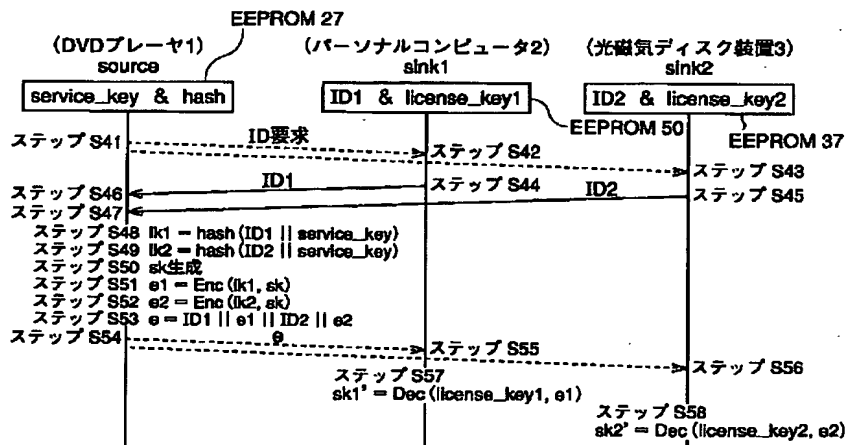 EEPROM 27
(DVDプレーヤ1)
source
(パーソナルコンピュータ2)
sink1
(光磁気ディスク装置3)
sink2
service_key & hash
ID1 & license_key1
ID2 & license_key2
EEPROM 50
EEPROM 37
ステップ S41
ID要求
ステップ S42
ステップ S43
ステップ S44
ID1
ステップ S46
ステップ S45
ID2
ステップ S47
ステップ S48 lk1 = hash (ID1 || service_key)
ステップ S49 lk2 = hash (ID2 || service_key)
ステップ S50 sk生成
ステップ S51 e1 = Enc (lk1, sk)
ステップ S52 e2 = Enc (lk2, sk)
ステップ S53 e = ID1 || e1 || ID2 || e2
ステップ S54
e
ステップ S55
ステップ S56
ステップ S57
sk1' = Dec (license_key1, e1)
ステップ S58
sk2' = Dec (license_key2, e2)